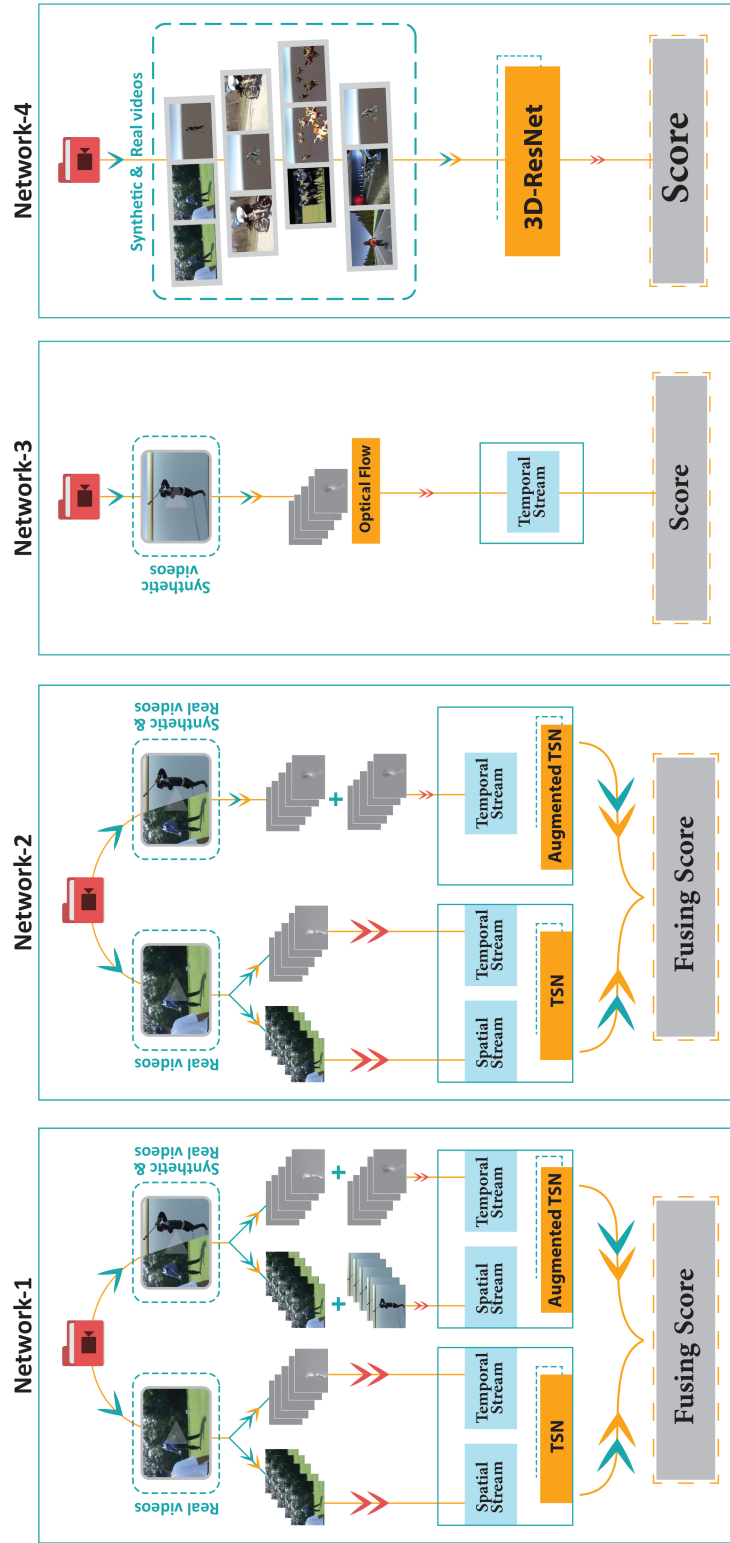 Network-1
Real videos
Synthetic &
Real videos
Spatial
Stream
Temporal
Stream
TSN
Spatial
Stream
Temporal
Stream
Augmented TSN
Fusing Score
Network-2
Real videos
Synthetic &
Real videos
Spatial
Stream
Temporal
Stream
TSN
Temporal
Stream
Augmented TSN
Fusing Score
Network-3
Synthetic
videos
Optical Flow
Temporal
Stream
Score
Network-4
Synthetic & Real videos
3D-ResNet
Score